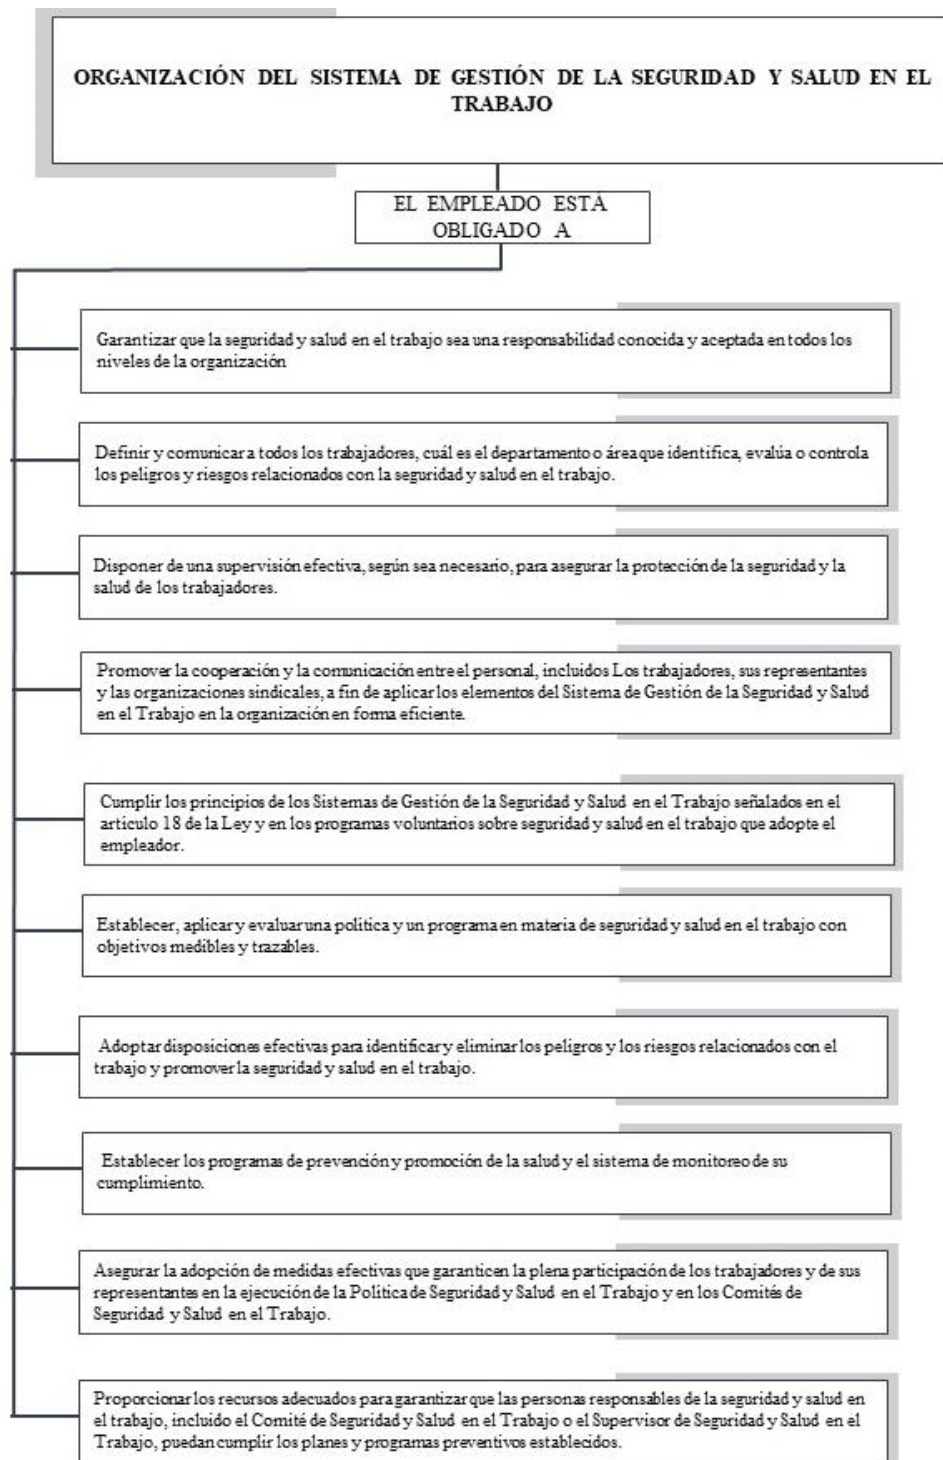 ORGANIZACIÓN DEL SISTEMA DE GESTIÓN DE LA SEGURIDAD Y SALUD EN EL
TRABAJO
EL EMPLEADO ESTÁ
OBLIGADO A
Garantizar que la seguridad y salud en el trabajo sea una responsabilidad conocida y aceptada en todos los
niveles de la organización
Definir y comunicar a todos los trabajadores, cuál es el departamento o área que identifica, evalúa o controla
los peligros y riesgos relacionados con la seguridad y salud en el trabajo.
Disponer de una supervisión efectiva, según sea necesario, para asegurar la protección de la seguridad y la
salud de los trabajadores.
Promover la cooperación y la comunicación entre el personal, incluidos Los trabajadores, sus representantes
y las organizaciones sindicales, a fin de aplicar los elementos del Sistema de Gestión de la Seguridad y Salud
en el Trabajo en la organización en forma eficiente.
Cumplir los principios de los Sistemas de Gestión de la Seguridad y Salud en el Trabajo señalados en el
artículo 18 de la Ley y en los programas voluntarios sobre seguridad y salud en el trabajo que adopte el
empleador.
Establecer, aplicar y evaluar una política y un programa en materia de seguridad y salud en el trabajo con
objetivos medibles y trazables.
Adoptar disposiciones efectivas para identificar y eliminar los peligros y los riesgos relacionados con el
trabajo y promover la seguridad y salud en el trabajo.
Establecer los programas de prevención y promoción de la salud y el sistema de monitoreo de su
cumplimiento.
Asegurar la adopción de medidas efectivas que garanticen la plena participación de los trabajadores y de sus
representantes en la ejecución de la Política de Seguridad y Salud en el Trabajo y en los Comités de
Seguridad y Salud en el Trabajo.
Proporcionar los recursos adecuados para garantizar que las personas responsables de la seguridad y salud en
el trabajo, incluido el Comité de Seguridad y Salud en el Trabajo o el Supervisor de Seguridad y Salud en el
Trabajo, puedan cumplir los planes y programas preventivos establecidos.